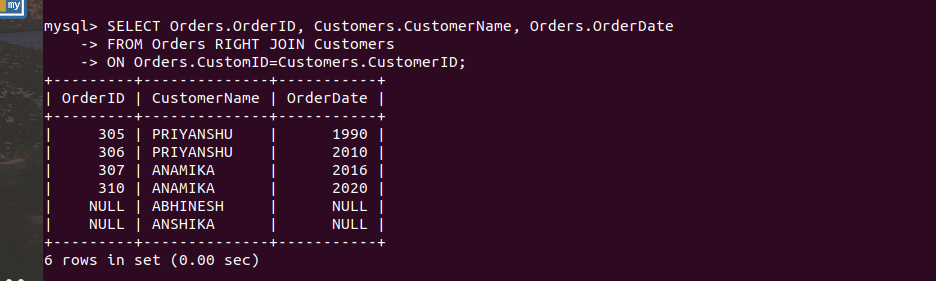 my
mysql> SELECT Orders.OrderID, Customers.CustomerName, Orders.OrderDate
    -> FROM Orders RIGHT JOIN Customers
    -> ON Orders.CustomID=Customers.CustomerID;
+---------+--------------+-----------+
| OrderID | CustomerName | OrderDate |
+---------+--------------+-----------+
|     305 | PRIYANSHU    |      1990 |
|     306 | PRIYANSHU    |      2010 |
|     307 | ANAMIKA      |      2016 |
|     310 | ANAMIKA      |      2020 |
|    NULL | ABHINESH     |      NULL |
|    NULL | ANSHIKA      |      NULL |
+---------+--------------+-----------+
6 rows in set (0.00 sec)